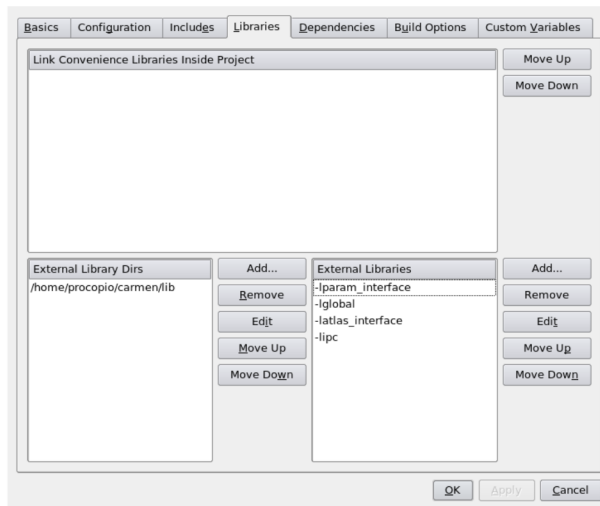 Basics Configuration Includes Libraries Dependencies Build Options Custom Variables
Link Convenience Libraries Inside Project
Move Up
Move Down
External Library Dirs
/home/procopio/carmen/lib
Add...
Remove
Edit
Move Up
Move Down
External Libraries
-lparam_interface
-lglobal
-latlas_interface
-lipc
Add...
Remove
Edit
Move Up
Move Down
OK Apply Cancel